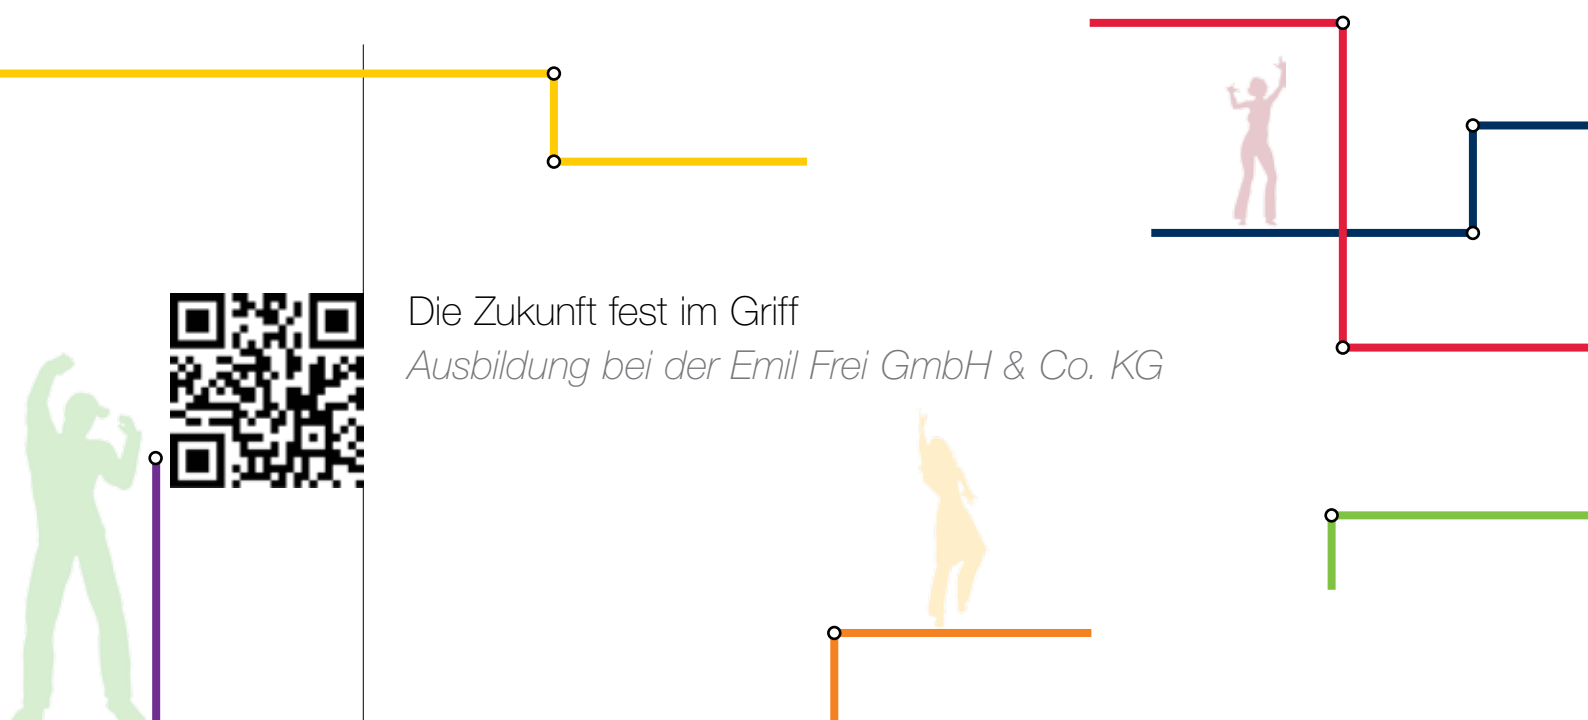 Die Zukunft fest im Griff
Ausbildung bei der Emil Frei GmbH & Co. KG